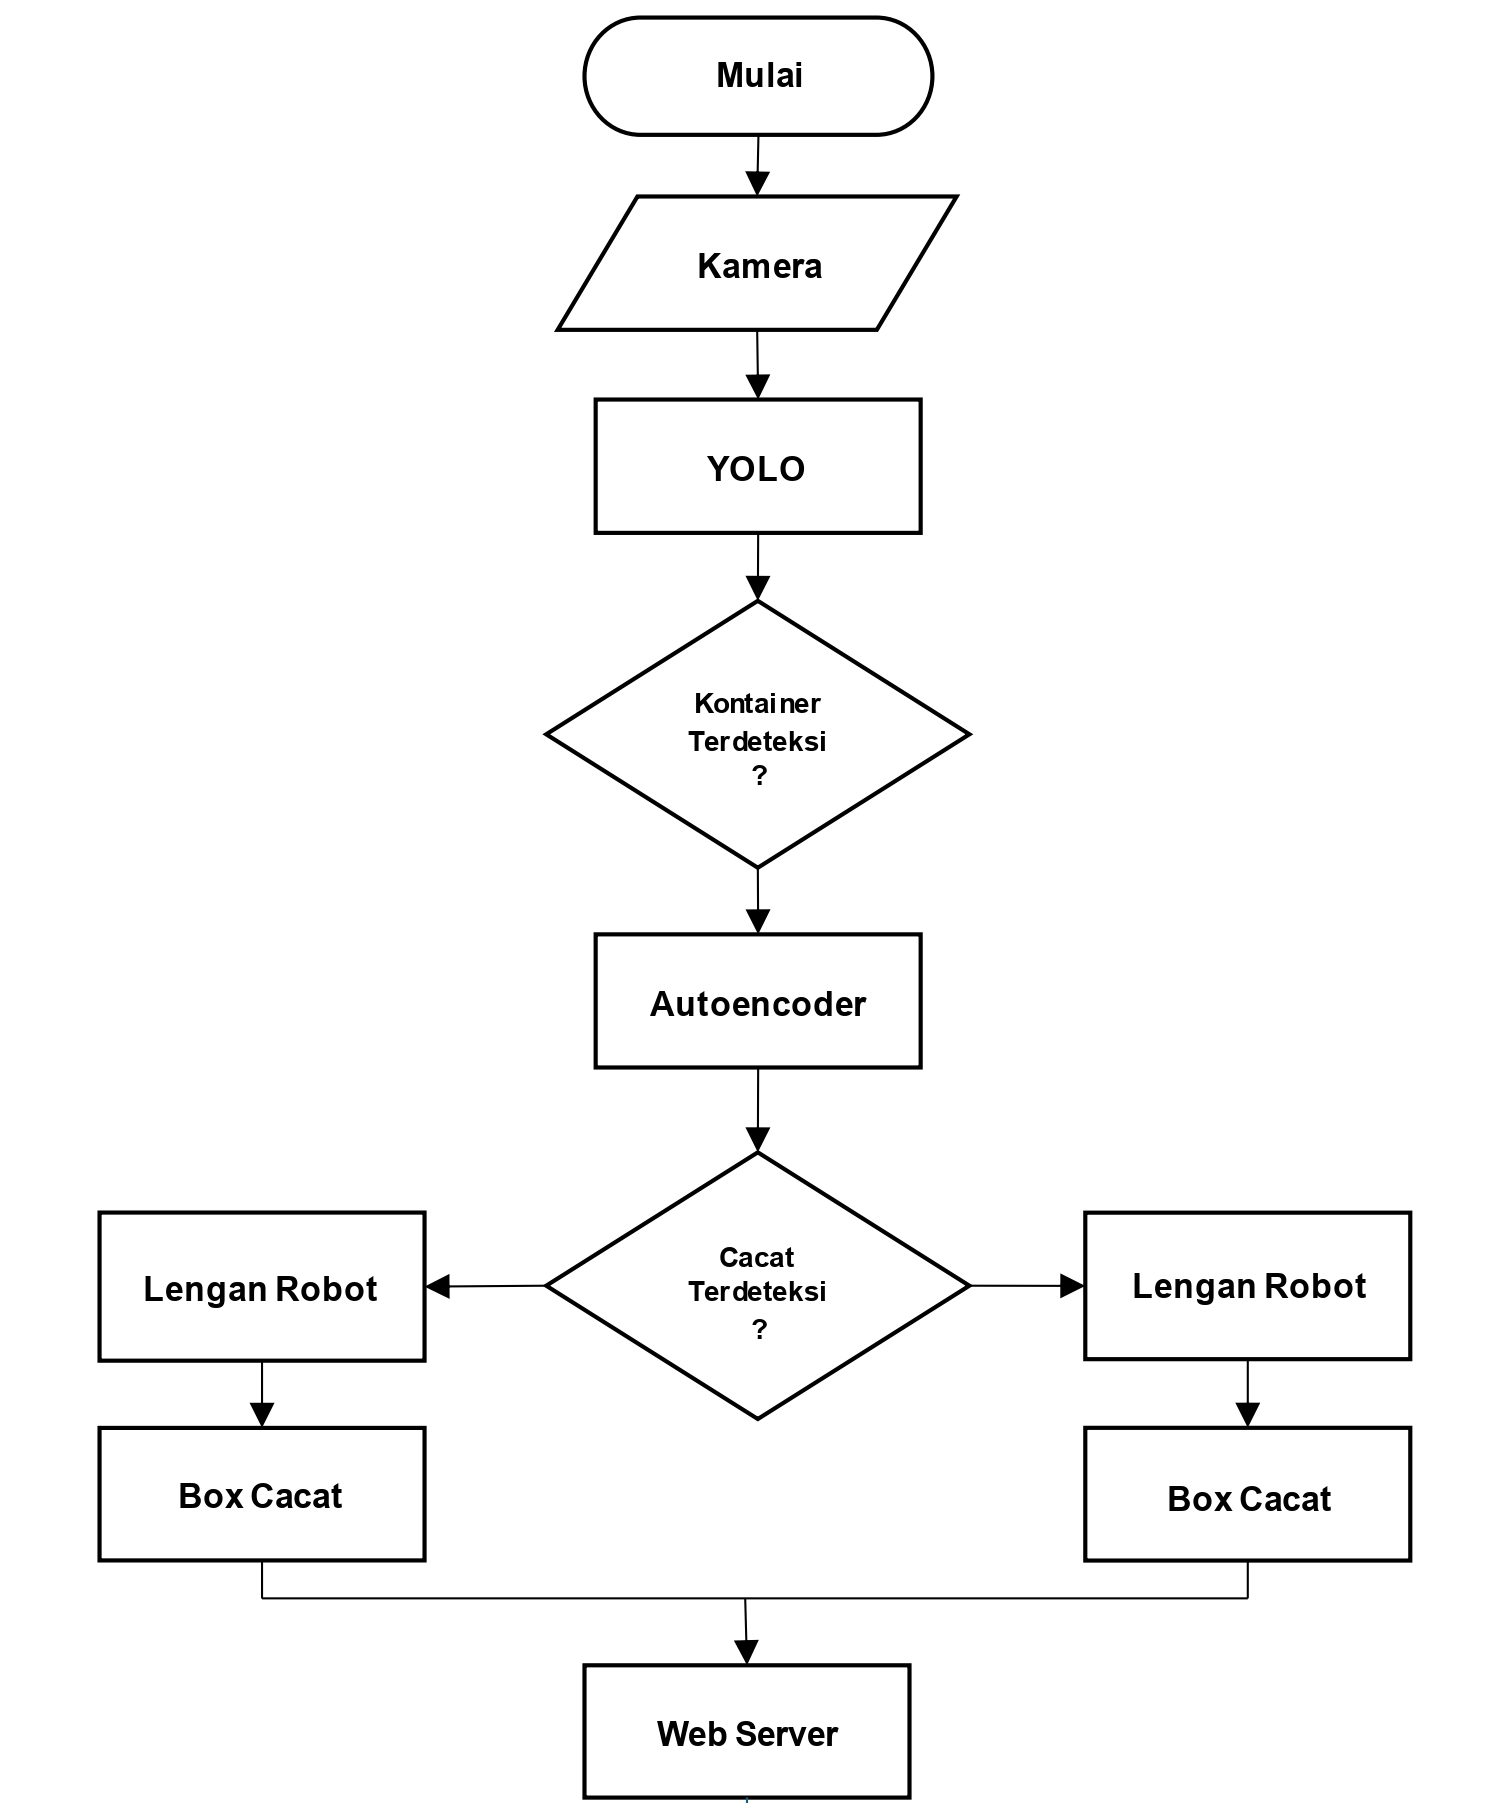 Mulai
Kamera
YOLO
Kontainer
Terdeteksi
?
Autoencoder
Cacat
Terdeteksi
?
Lengan Robot
Lengan Robot
Box Cacat
Box Cacat
Web Server